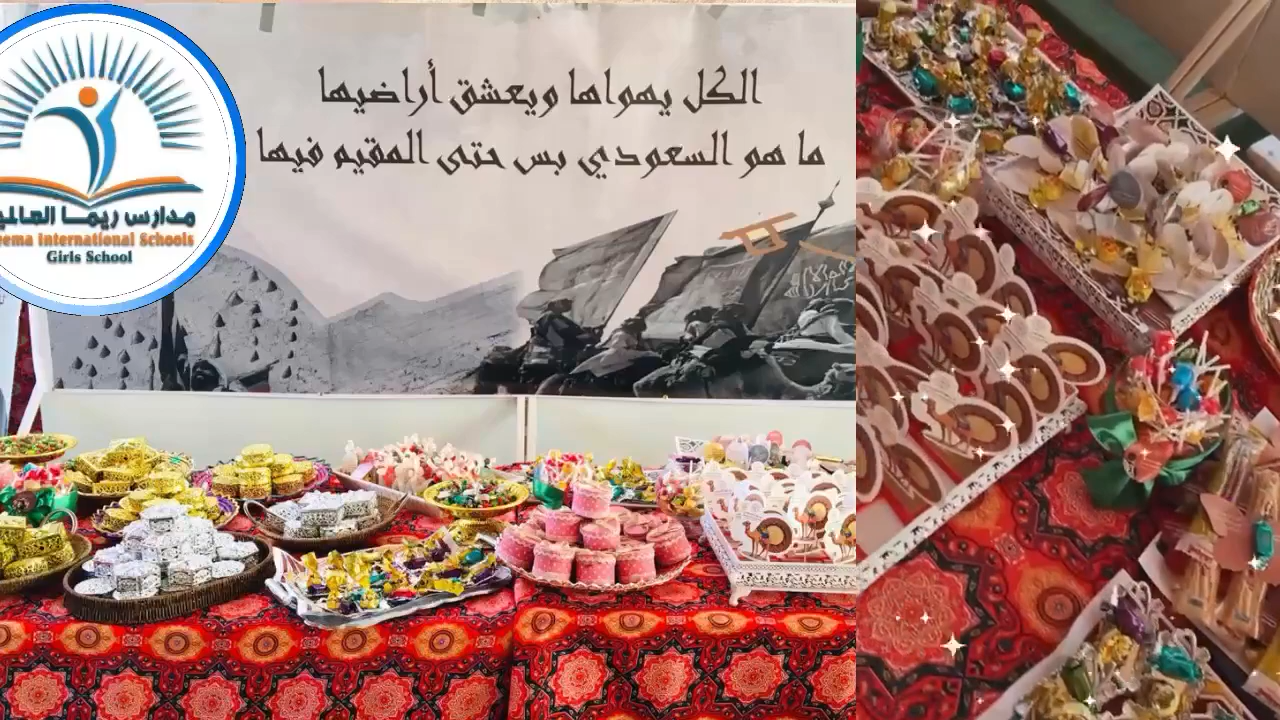 الكل يهواها ويعشق أراضيها
ما هو السعودي بس حتى المقيم فيها
مدارس ريما العالمية
Reema International Schools
Girls School